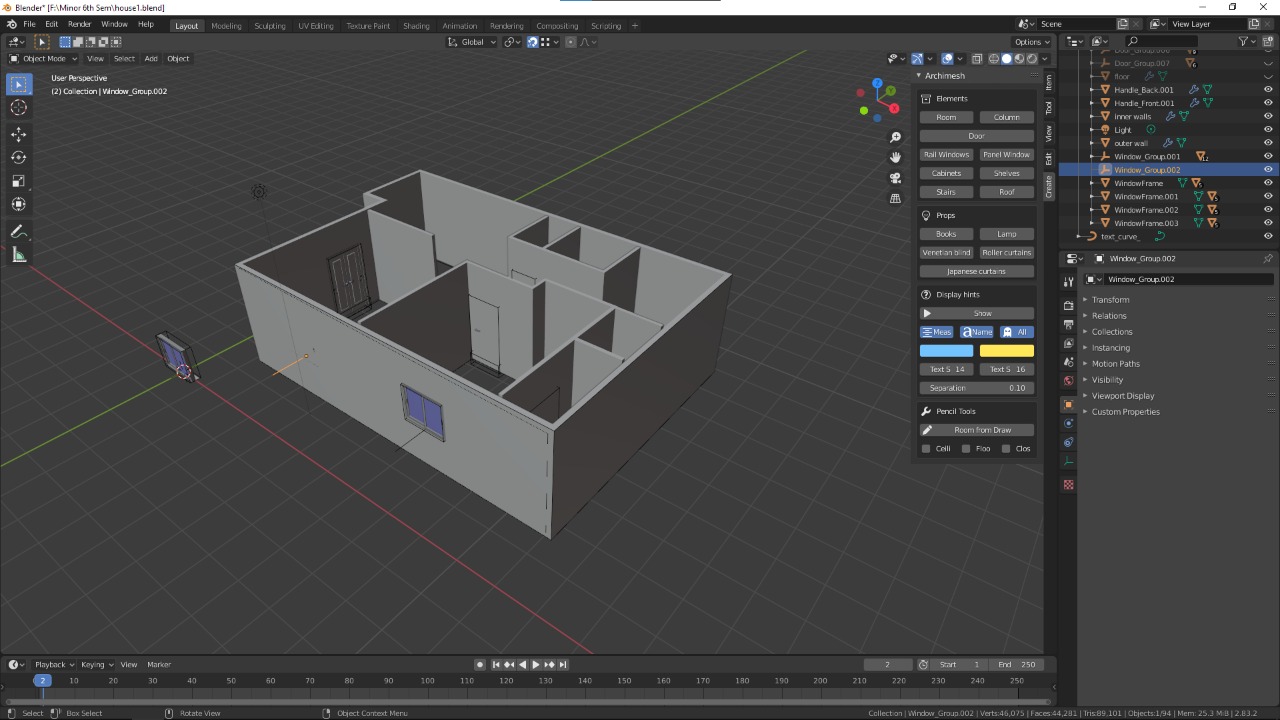 Blender* [F:\Minor 6th Sem\house1.blend]
File Edit Render Window Help Layout Modeling Sculpting UV Editing Texture Paint Shading Animation Rendering Compositing Scripting + Scene View Layer
Global Options
Object Mode View Select Add Object
User Perspective
(2) Collection | Window_Group.002
Archimesh
Elements
Room Column
Door
Rail Windows Panel Window
Cabinets Shelves
Stairs Roof
Props
Books Lamp
Venetian blind Roller curtains
Japanese curtains
Display hints
Show
Meas Name All
Text S 14 Text S 16
Separation 0.10
Pencil Tools
Room from Draw
Ceili Floo Clos
Item
Tool
View
Edit
Create
X
Y
Z
Door_Group.006
Door_Group.007
floor
Handle_Back.001
Handle_Front.001
inner walls
Light
outer wall
Window_Group.001
Window_Group.002
WindowFrame
WindowFrame.001
WindowFrame.002
WindowFrame.003
text_curve_
Window_Group.002
Window_Group.002
Transform
Relations
Collections
Instancing
Motion Paths
Visibility
Viewport Display
Custom Properties
Playback Keying View Marker 2 Start 1 End 250
2 10 20 30 40 50 60 70 80 90 100 110 120 130 140 150 160 170 180 190 200 210 220 230 240 250
Select Box Select Rotate View Object Context Menu Collection | Window_Group.002 | Verts:46,075 | Faces:44,281 | Tris:89,101 | Objects:1/94 | Mem: 25.3 MiB | 2.83.2